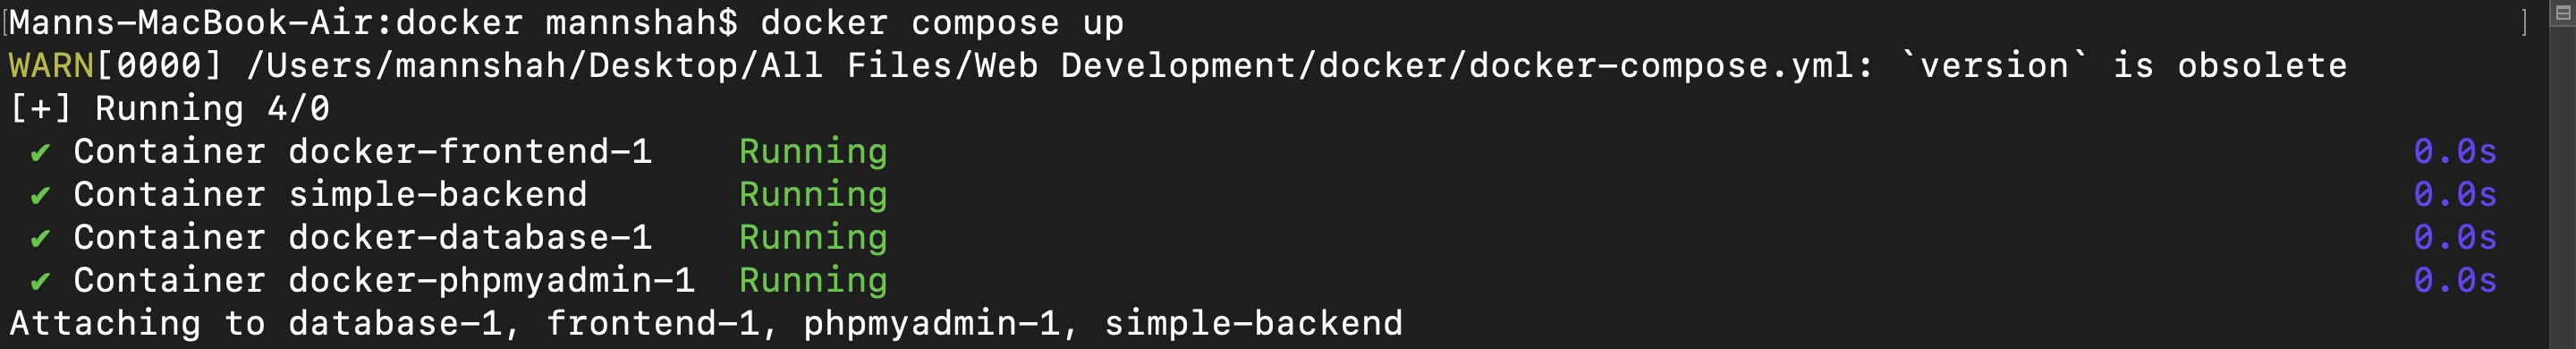 [Manns-MacBook-Air:docker mannshah$ docker compose up ]
WARN[0000] /Users/mannshah/Desktop/All Files/Web Development/docker/docker-compose.yml: `version` is obsolete
[+] Running 4/0
✔ Container docker-frontend-1 Running 0.0s
✔ Container simple-backend Running 0.0s
✔ Container docker-database-1 Running 0.0s
✔ Container docker-phpmyadmin-1 Running 0.0s
Attaching to database-1, frontend-1, phpmyadmin-1, simple-backend